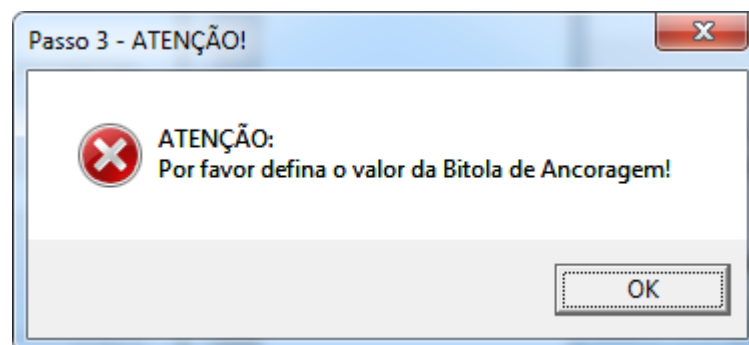 Passo 3 - ATENÇÃO!
ATENÇÃO:
Por favor defina o valor da Bitola de Ancoragem!
OK